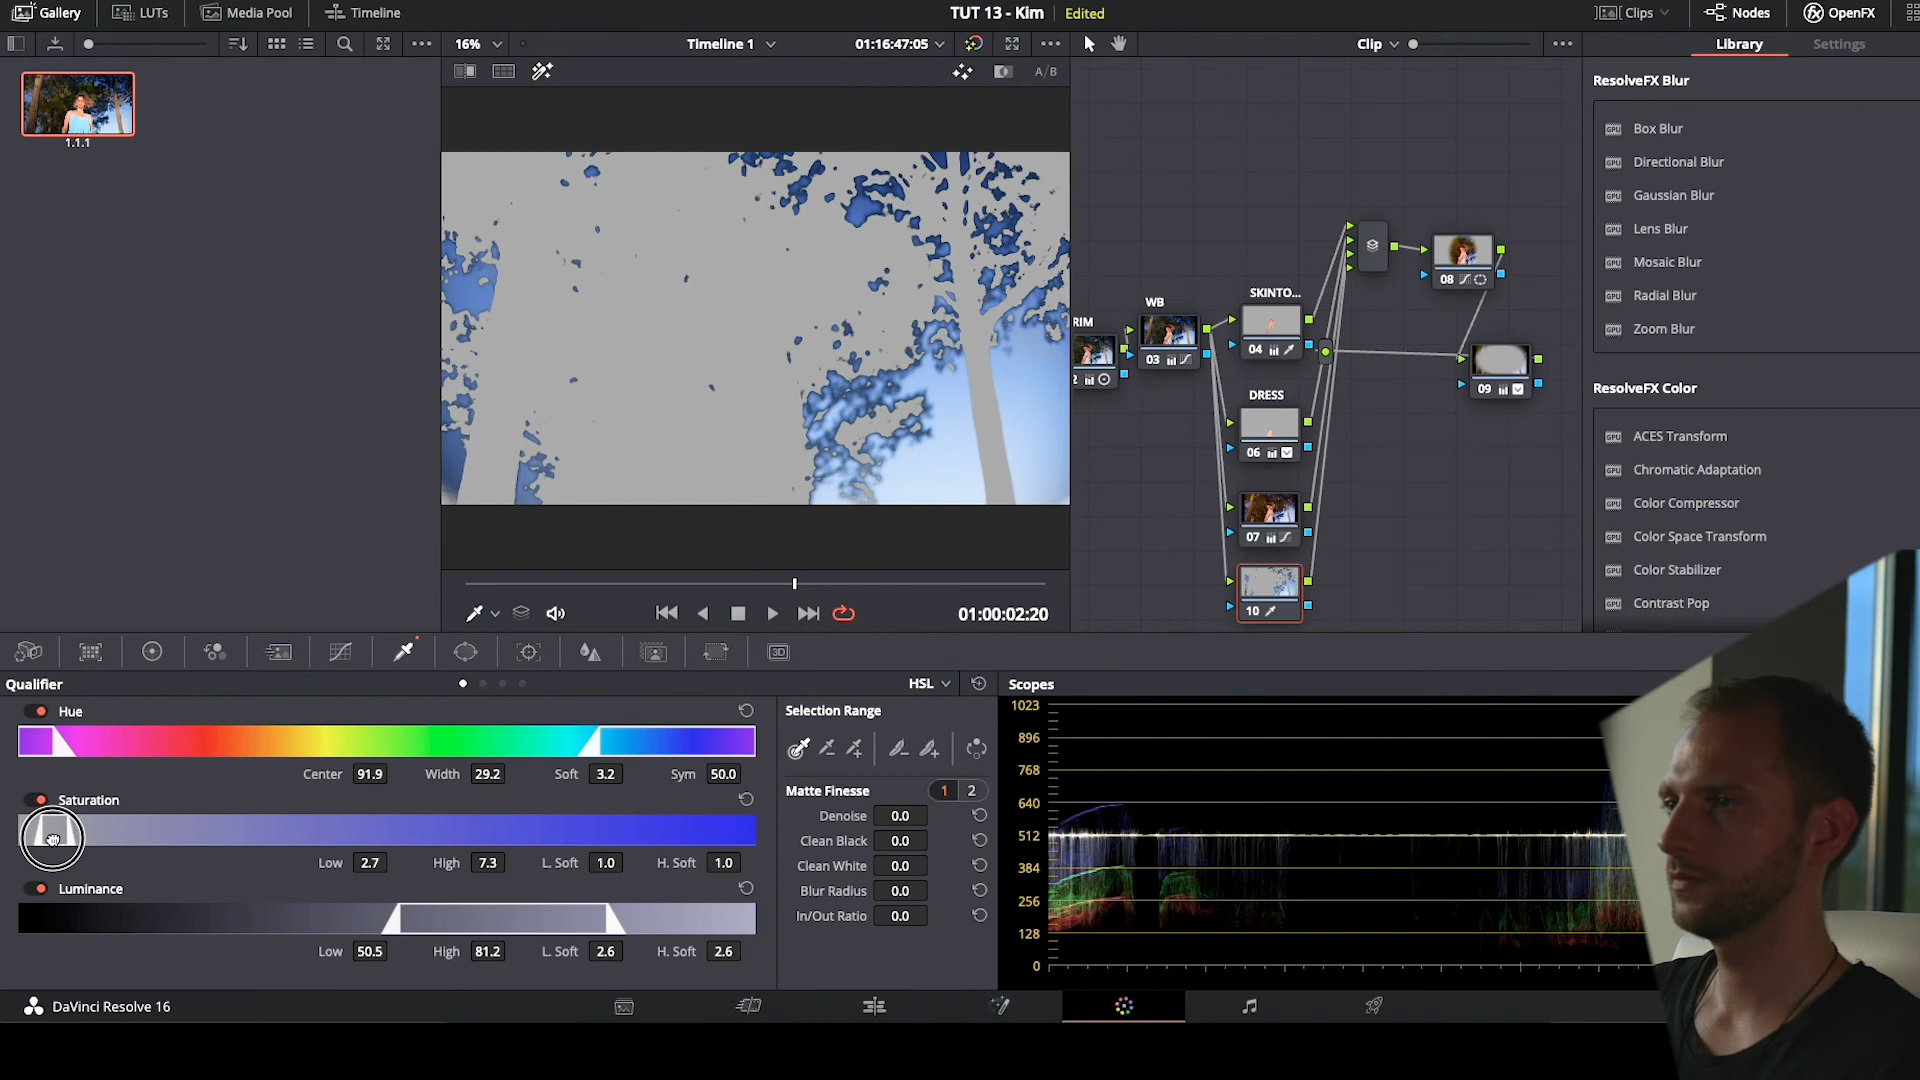 Gallery LUTs Media Pool Timeline TUT 13 - Kim Edited Clips Nodes OpenFX
16% Timeline 1 01:16:47:05 Clip Library Settings
A/B
1.1.1
ResolveFX Blur
Box Blur
Directional Blur
Gaussian Blur
Lens Blur
Mosaic Blur
Radial Blur
Zoom Blur
ResolveFX Color
ACES Transform
Chromatic Adaptation
Color Compressor
Color Space Transform
Color Stabilizer
Contrast Pop
RIM
2
WB
03
SKINTO...
04
DRESS
06
07
10
08
09
01:00:02:20
3D
Qualifier HSL Scopes
Hue
Center 91.9 Width 29.2 Soft 3.2 Sym 50.0
Saturation
Low 2.7 High 7.3 L. Soft 1.0 H. Soft 1.0
Luminance
Low 50.5 High 81.2 L. Soft 2.6 H. Soft 2.6
Selection Range
Matte Finesse 1 2
Denoise 0.0
Clean Black 0.0
Clean White 0.0
Blur Radius 0.0
In/Out Ratio 0.0
1023
896
768
640
512
384
256
128
0
DaVinci Resolve 16